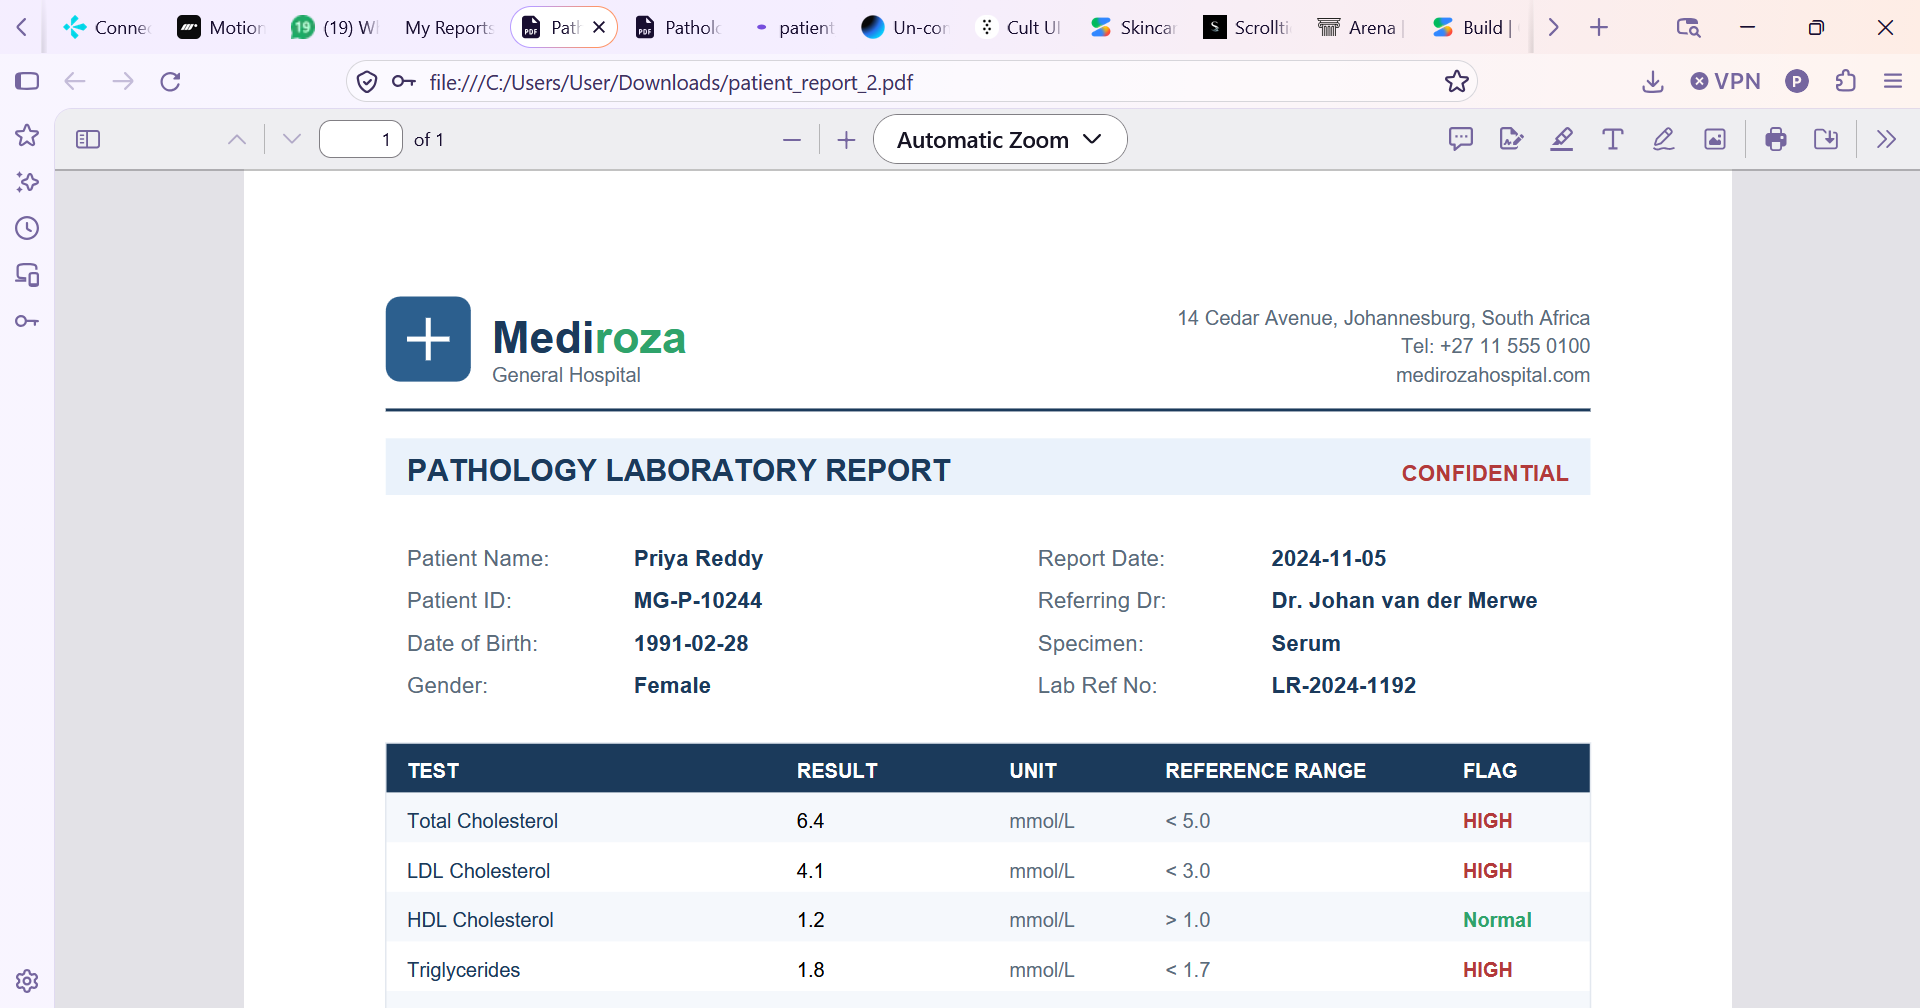 Connec
Motion
19
(19) W
My Reports
PDF
Path
PDF
Patholo
patient
Un-cor
Cult UI
Skincar
S
Scrollti
Arena |
Build |
file:///C:/Users/User/Downloads/patient_report_2.pdf
VPN
P
1 of 1
Automatic Zoom
Mediroza
General Hospital
14 Cedar Avenue, Johannesburg, South Africa
Tel: +27 11 555 0100
medirozahospital.com
PATHOLOGY LABORATORY REPORT
CONFIDENTIAL
Patient Name: Priya Reddy Report Date: 2024-11-05
Patient ID: MG-P-10244 Referring Dr: Dr. Johan van der Merwe
Date of Birth: 1991-02-28 Specimen: Serum
Gender: Female Lab Ref No: LR-2024-1192
TEST RESULT UNIT REFERENCE RANGE FLAG
Total Cholesterol 6.4 mmol/L < 5.0 HIGH
LDL Cholesterol 4.1 mmol/L < 3.0 HIGH
HDL Cholesterol 1.2 mmol/L > 1.0 Normal
Triglycerides 1.8 mmol/L < 1.7 HIGH